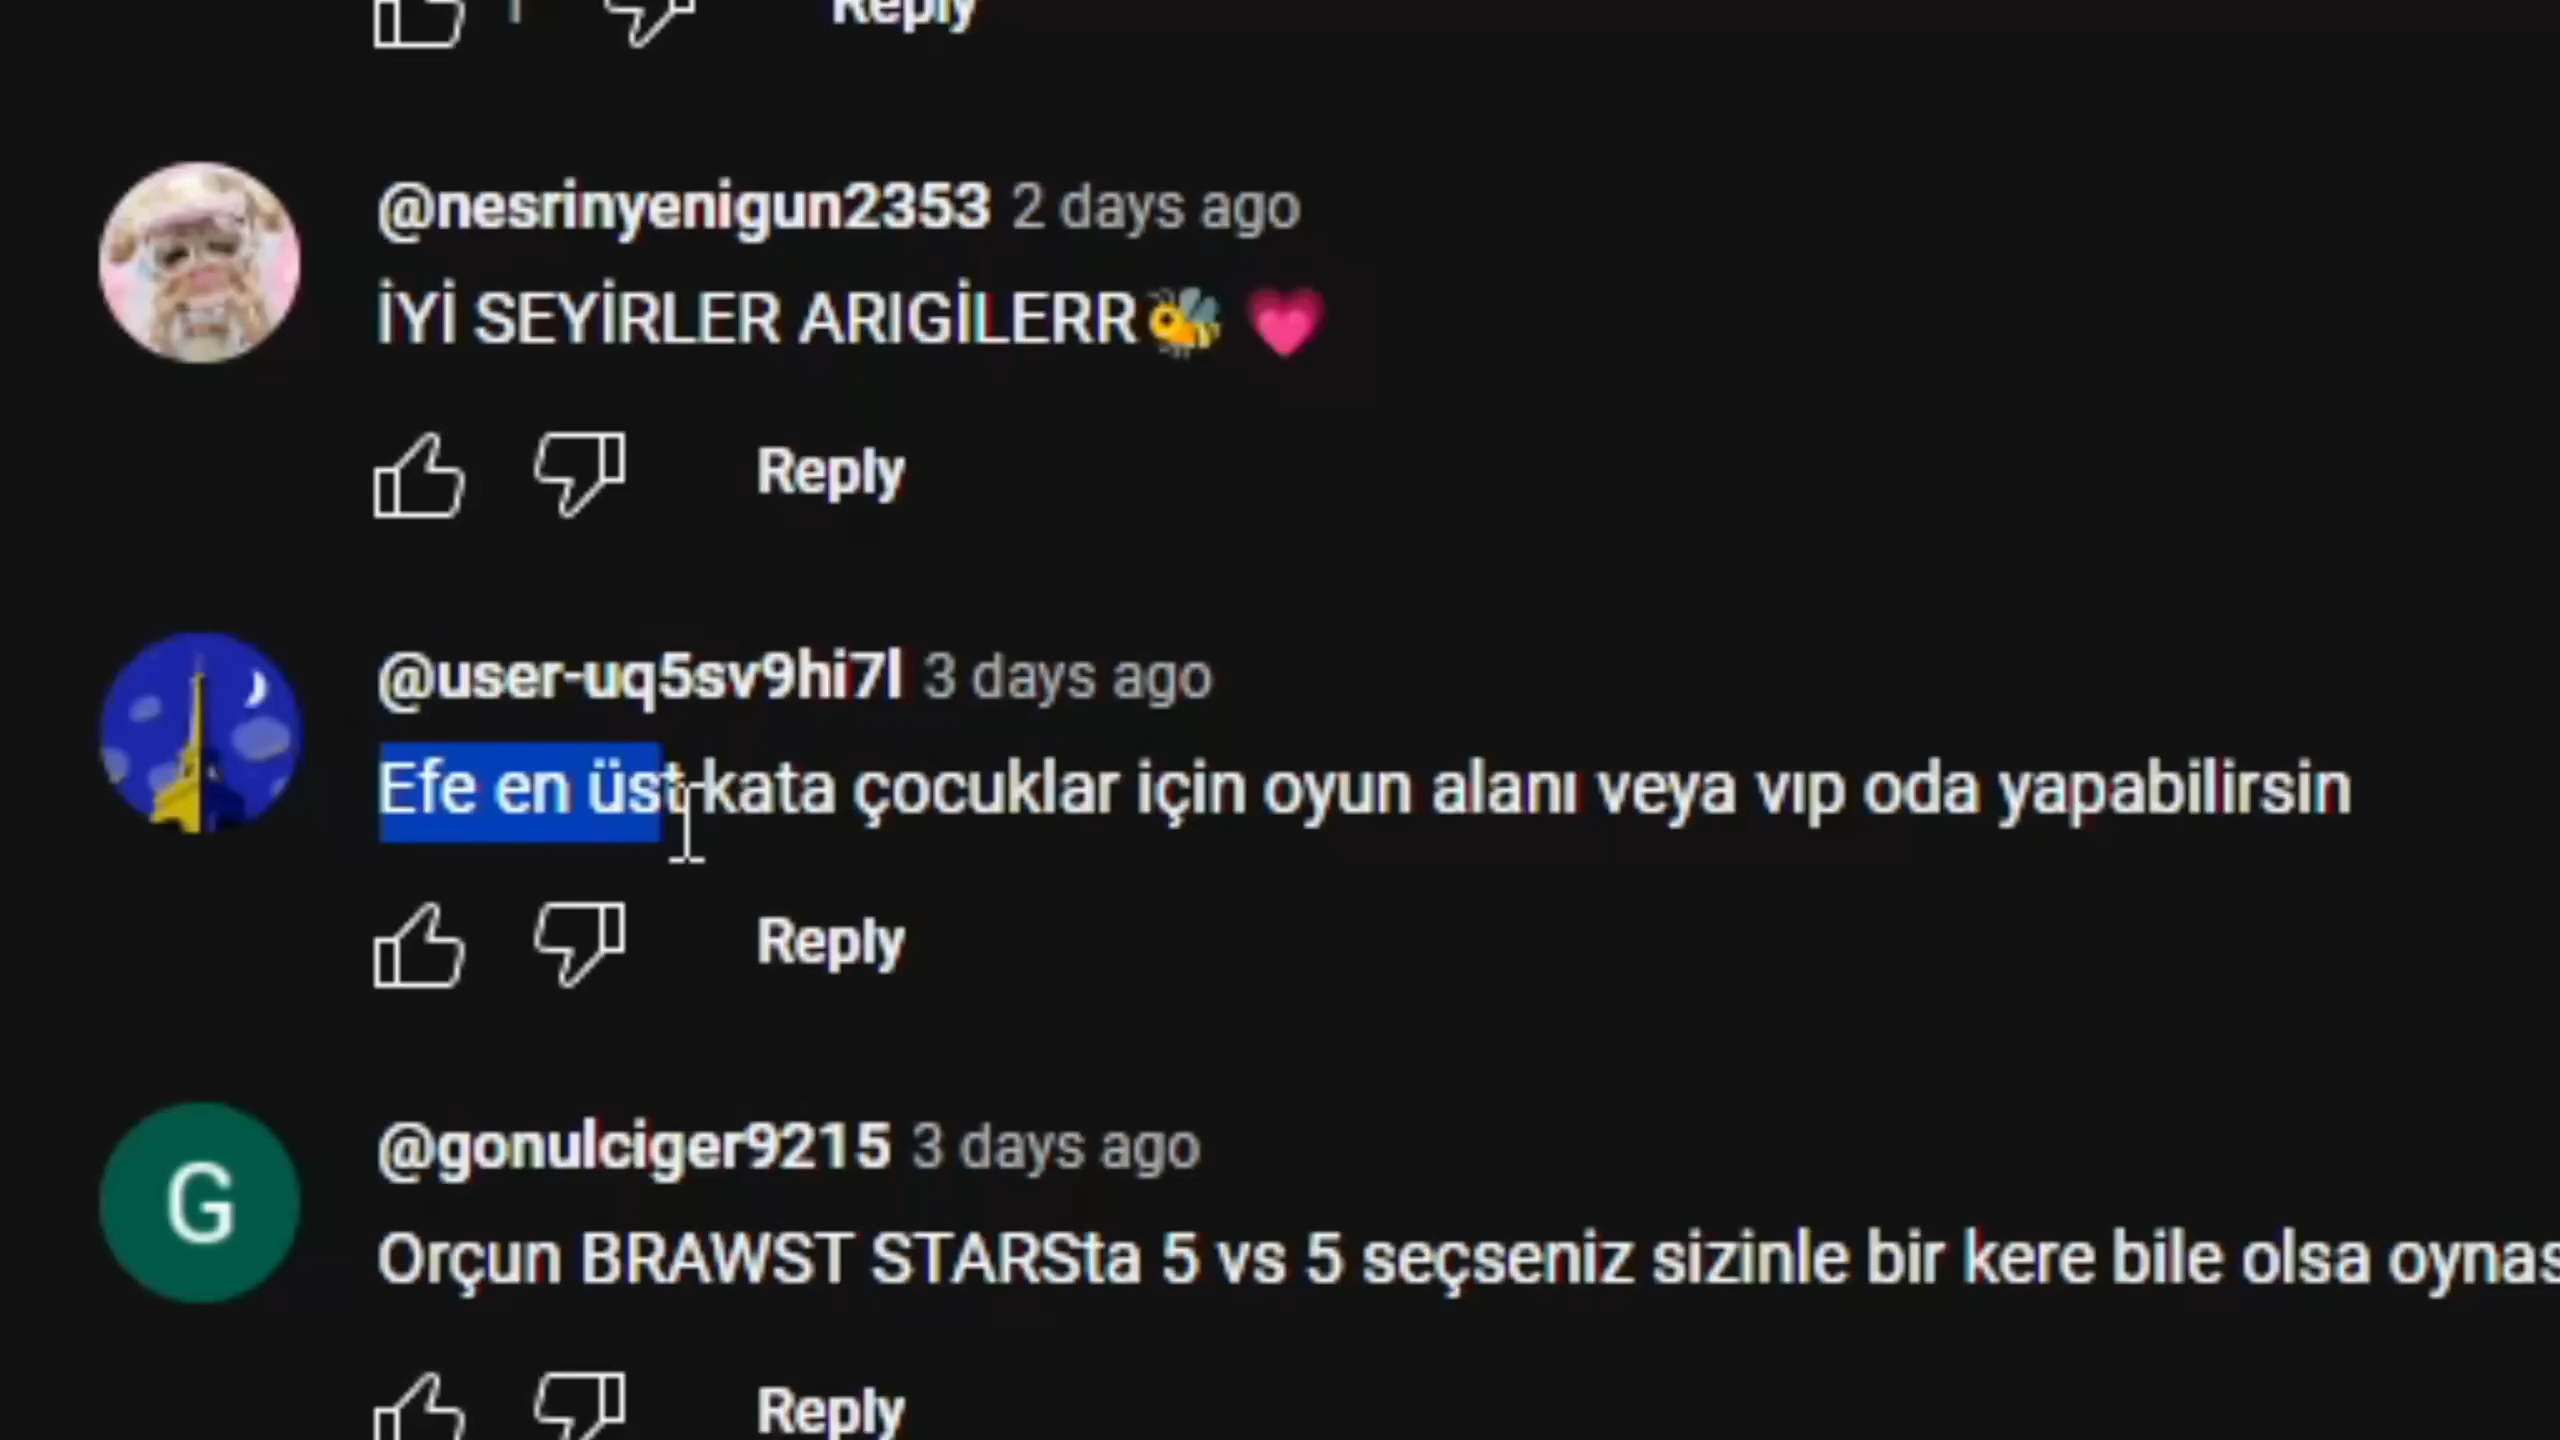 Reply
@nesrinyenigun2353 2 days ago
İYİ SEYİRLER ARIGİLERR🐝 💗
Reply
@user-uq5sv9hi7l 3 days ago
Efe en üst kata çocuklar için oyun alanı veya vıp oda yapabilirsin
Reply
G
@gonulciger9215 3 days ago
Orçun BRAWST STARSta 5 vs 5 seçseniz sizinle bir kere bile olsa oynas
Reply